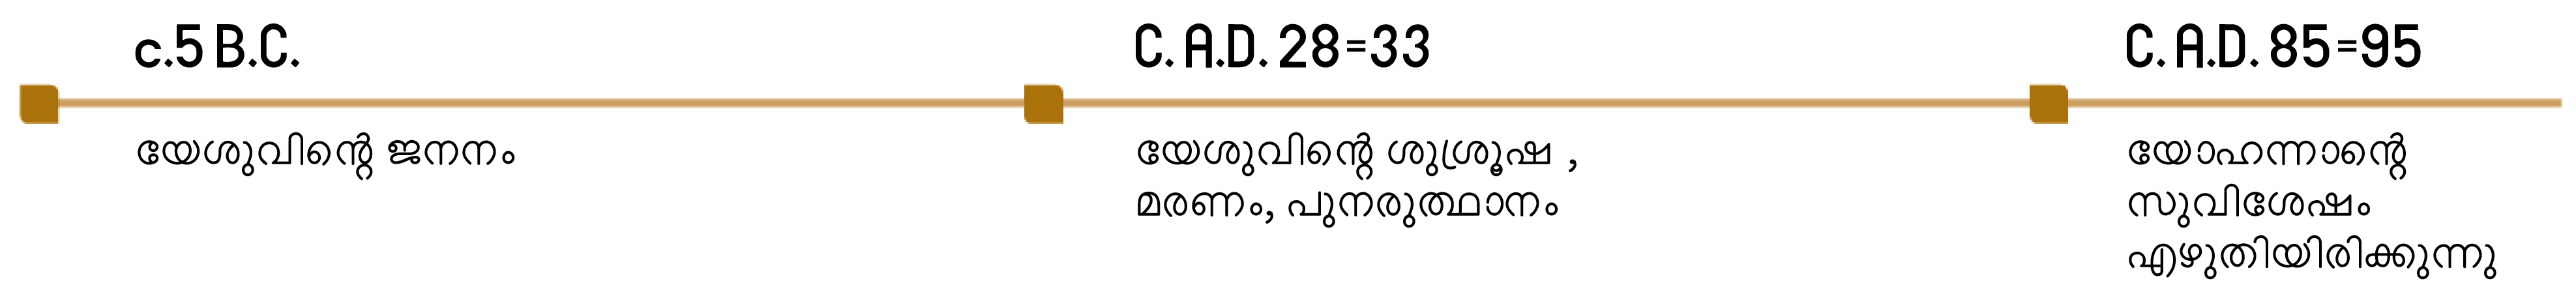 c.5 B.C.
യേശുവിന്റെ ജനനം
C. A.D. 28=33
യേശുവിന്റെ ശുശ്രൂഷ ,
മരണം, പുനരുത്ഥാനം
C. A.D. 85=95
യോഹന്നാന്റെ
സുവിശേഷം
എഴുതിയിരിക്കുന്നു